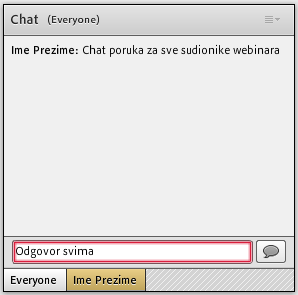 Chat (Everyone)
Ime Prezime: Chat poruka za sve sudionike webinara
Odgovor svima
Everyone Ime Prezime